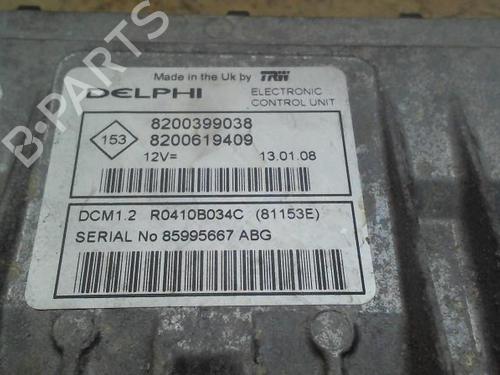 Made in the Uk by TRW
DELPHI ELECTRONIC
CONTROL UNIT
153 8200399038
8200619409
12V= 13.01.08
DCM1.2 R0410B034C (81153E)
SERIAL No 85995667 ABG
B-PARTS